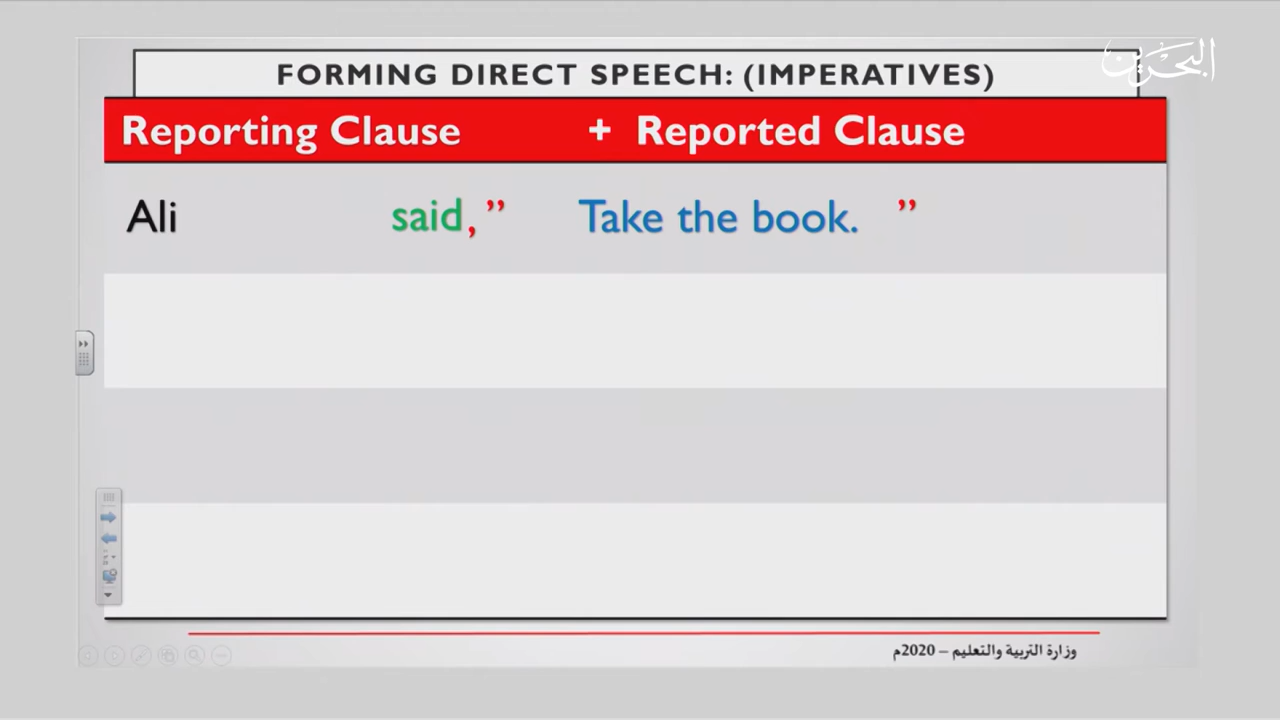 البحرين
FORMING DIRECT SPEECH: (IMPERATIVES)
Reporting Clause + Reported Clause
Ali said, ” Take the book. ”
وزارة التربية والتعليم – 2020م